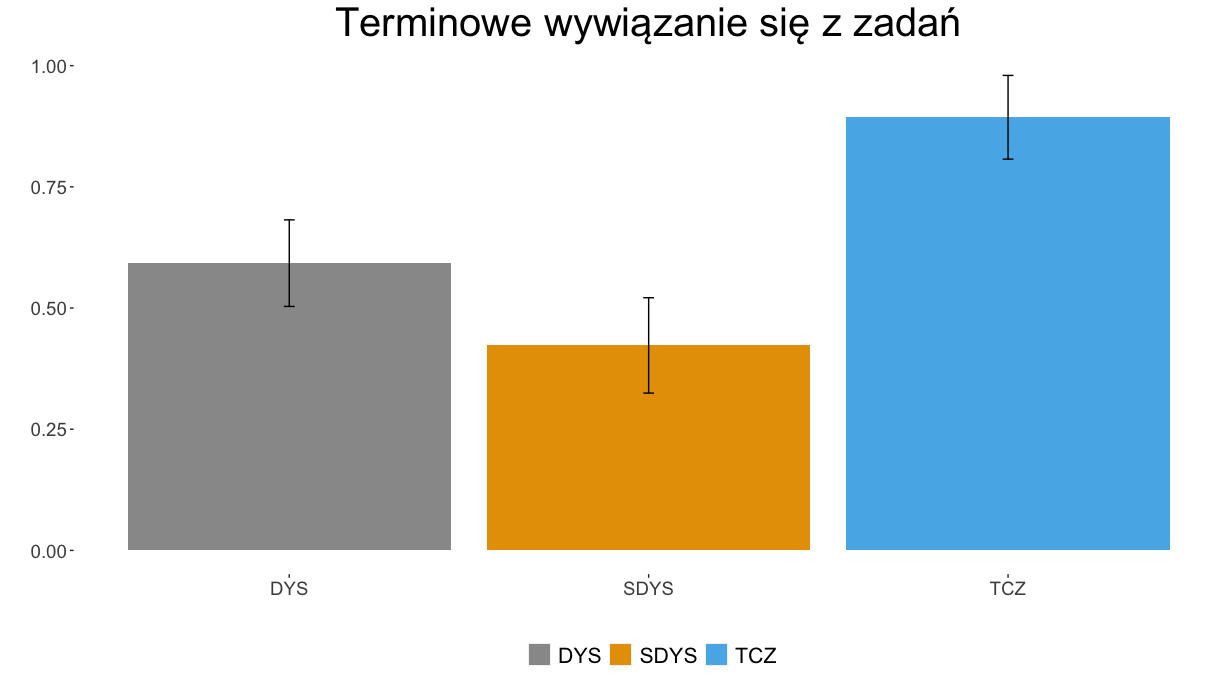 Terminowe wywiązanie się z zadań
1.00
0.75
0.50
0.25
0.00
DYS SDYS TCZ
DYS SDYS TCZ